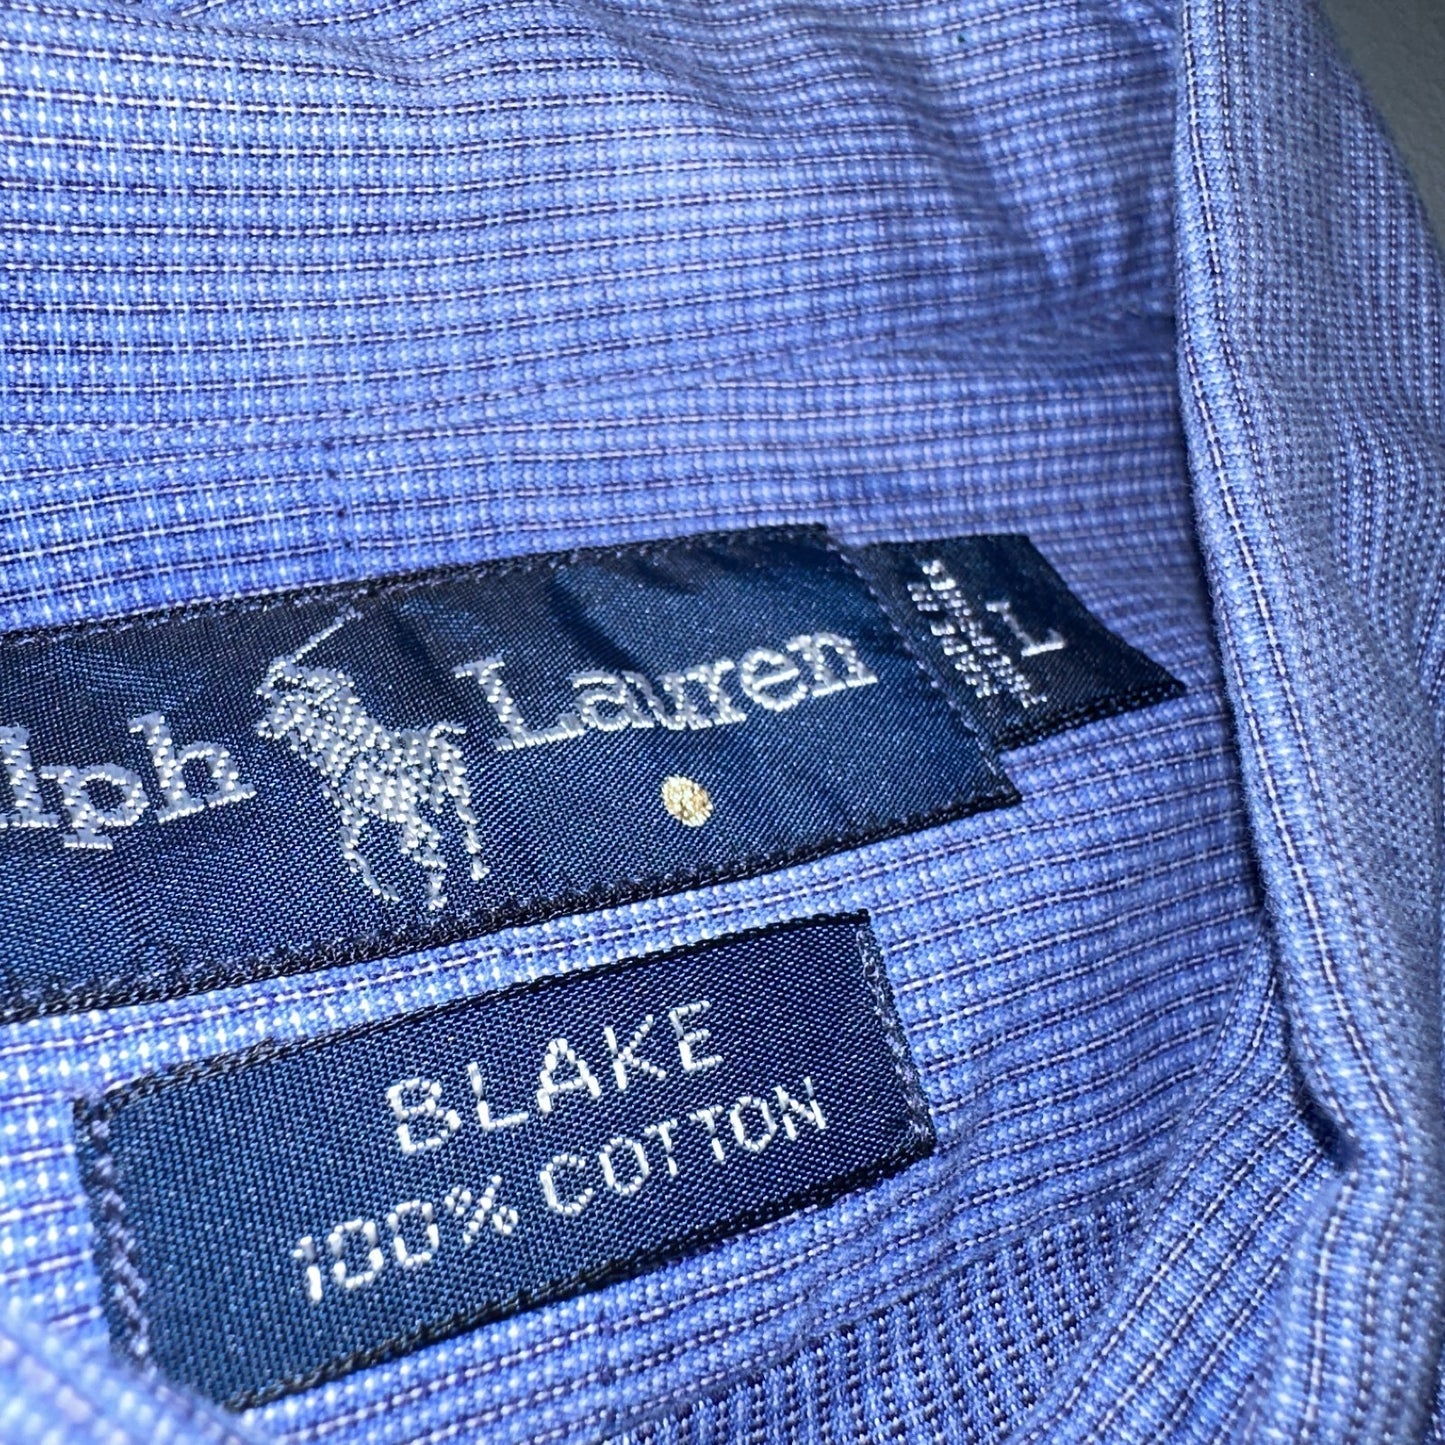 lph Lauren
L
BLAKE
100% COTTON